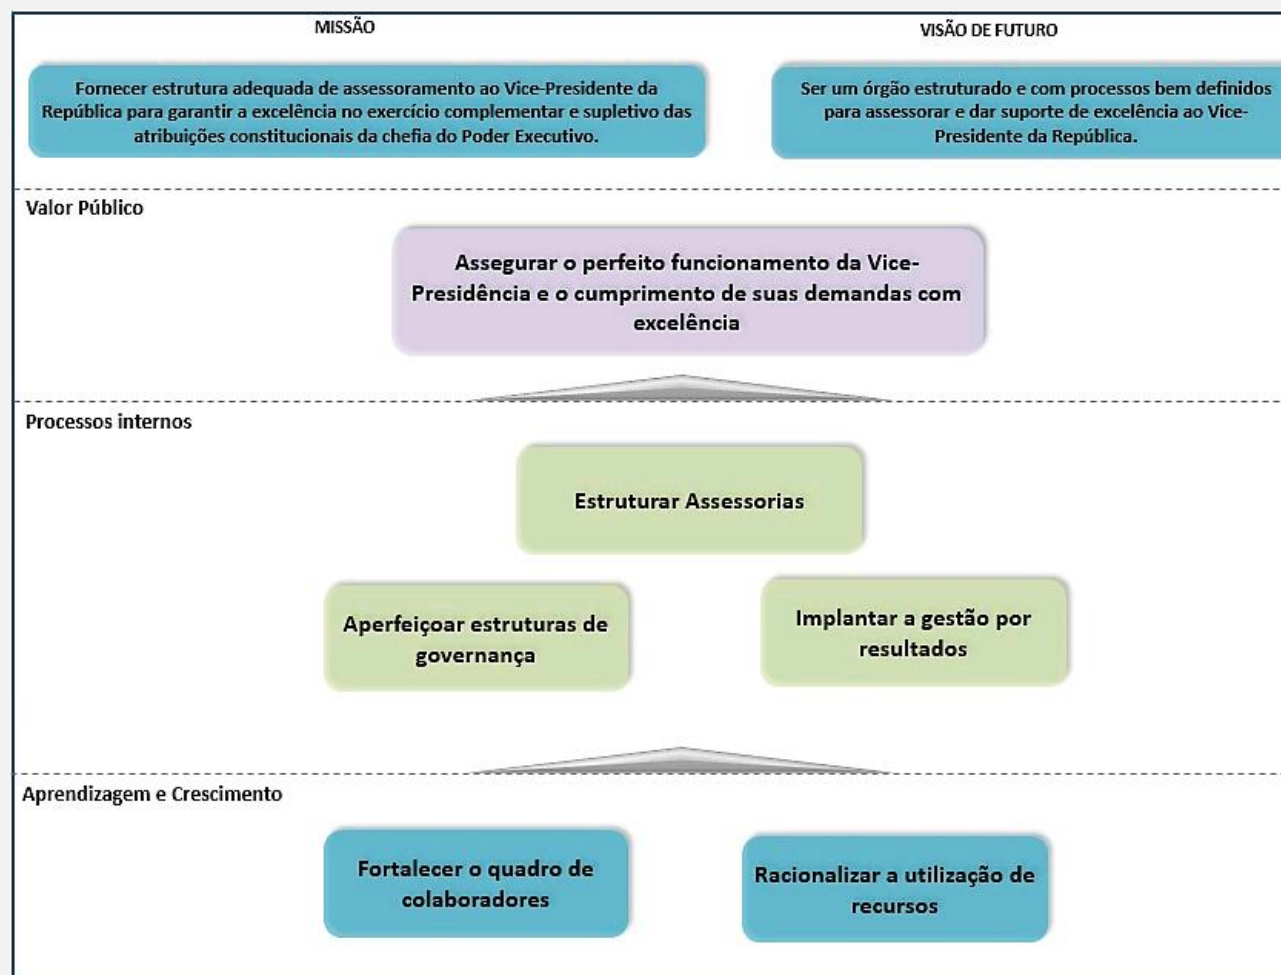 MISSÃO
VISÃO DE FUTURO
Fornecer estrutura adequada de assessoramento ao Vice-Presidente da
República para garantir a excelência no exercício complementar e supletivo das
atribuições constitucionais da chefia do Poder Executivo.
Ser um órgão estruturado e com processos bem definidos
para assessorar e dar suporte de excelência ao Vice-
Presidente da República.
Valor Público
Assegurar o perfeito funcionamento da Vice-
Presidência e o cumprimento de suas demandas com
excelência
Processos internos
Estruturar Assessorias
Aperfeiçoar estruturas de
governança
Implantar a gestão por
resultados
Aprendizagem e Crescimento
Fortalecer o quadro de
colaboradores
Racionalizar a utilização de
recursos